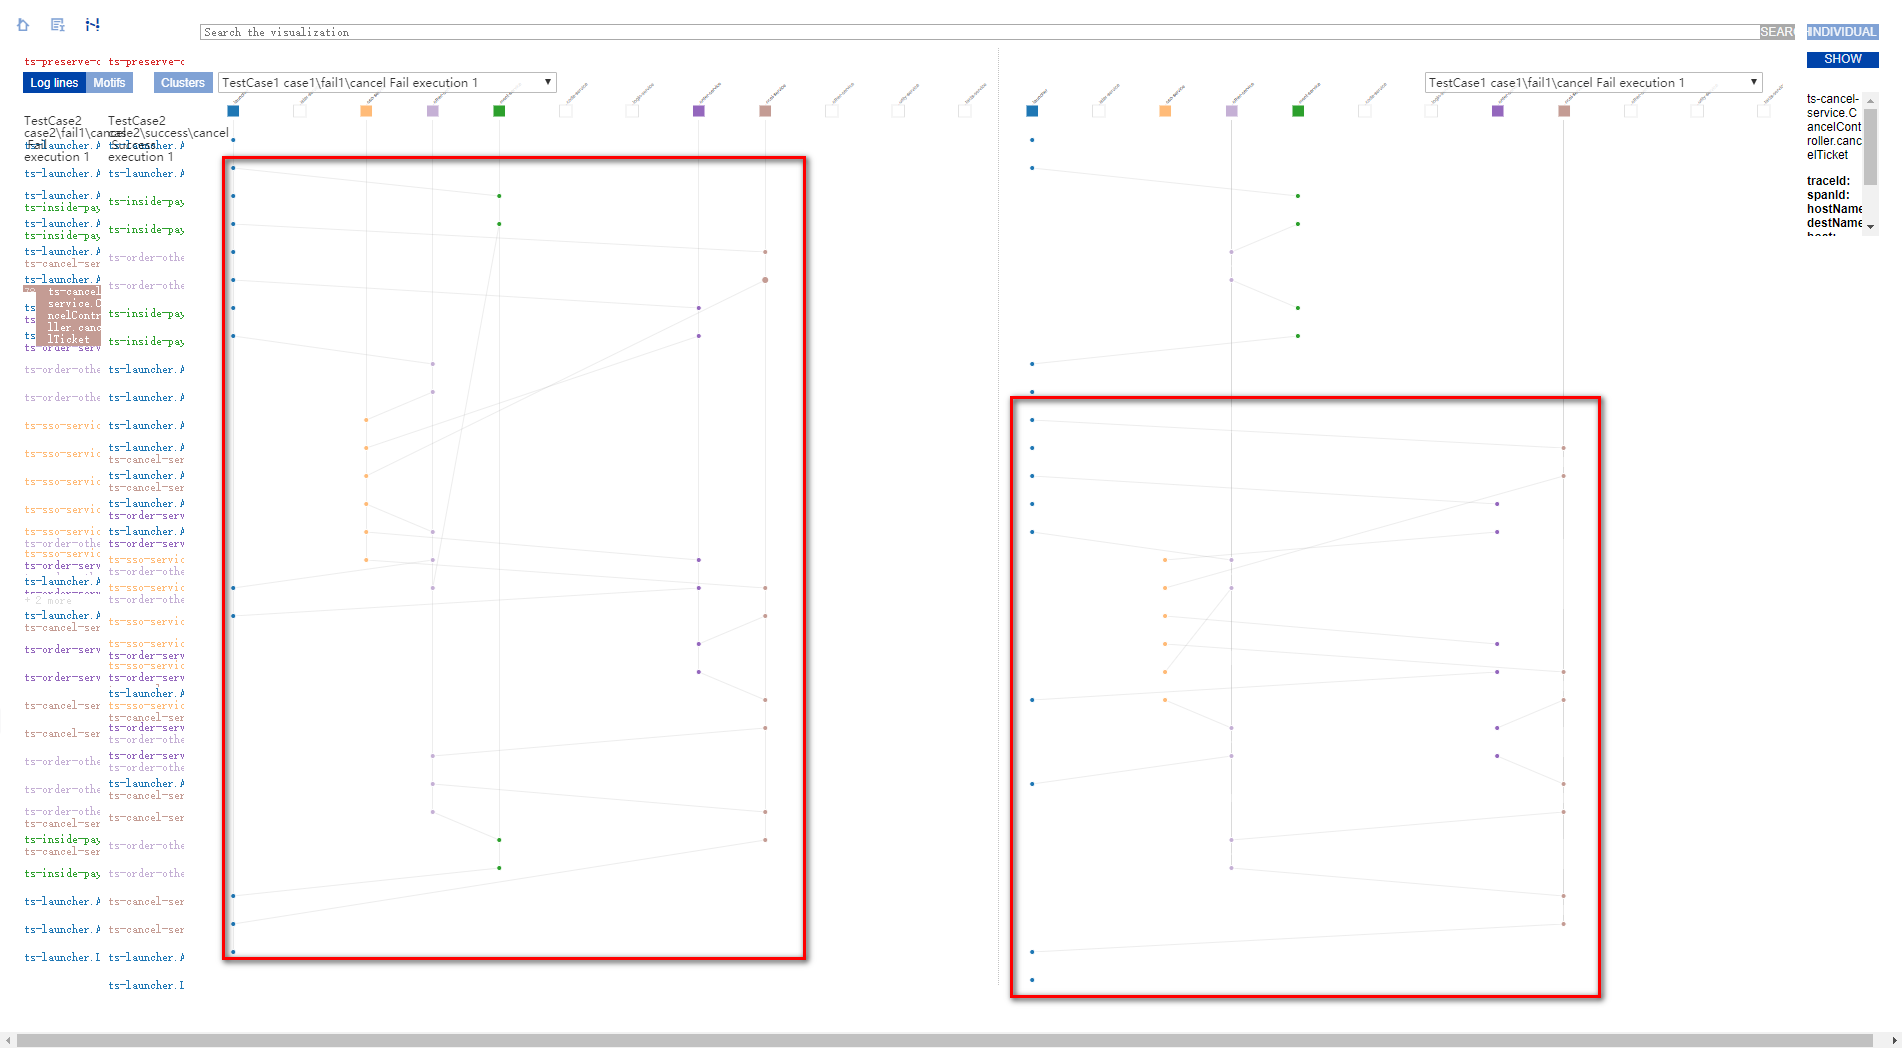 Search the visualization
SEARC
INDIVIDUAL
SHOW
ts-preserve-c
ts-preserve-c
Log lines
Motifs
Clusters
TestCase1 case1\fail1\cancel Fail execution 1
TestCase1 case1\fail1\cancel Fail execution 1
TestCase2
case2\fail1\cancel
Fail
execution 1
TestCase2
case2\success\cancel
Success
execution 1
ts-launcher.A
ts-launcher.A
ts-launcher.A
ts-inside-pay
ts-launcher.A
ts-inside-pay
ts-launcher.A
ts-cancel-ser
ts-launcher.A
ts-cancel
service.C
ncelContr
ller.canc
lTicket
ts-order-serv
ts-order-othe
ts-order-othe
ts-sso-servic
ts-sso-servic
ts-sso-servic
ts-sso-servic
ts-sso-servic
ts-order-othe
ts-sso-servic
ts-order-serv
ts-launcher.A
ts-order-serv
+ 2 more
ts-launcher.A
ts-cancel-ser
ts-order-serv
ts-order-serv
ts-cancel-ser
ts-cancel-ser
ts-order-othe
ts-order-othe
ts-order-othe
ts-cancel-ser
ts-inside-pay
ts-cancel-ser
ts-inside-pay
ts-launcher.A
ts-launcher.A
ts-launcher.I
ts-launcher.A
ts-launcher.A
ts-inside-pay
ts-inside-pay
ts-order-othe
ts-order-othe
ts-inside-pay
ts-inside-pay
ts-launcher.A
ts-launcher.A
ts-launcher.A
ts-launcher.A
ts-cancel-ser
ts-launcher.A
ts-cancel-ser
ts-launcher.A
ts-order-serv
ts-launcher.A
ts-order-serv
ts-sso-servic
ts-order-othe
ts-sso-servic
ts-order-othe
ts-sso-servic
ts-sso-servic
ts-order-serv
ts-sso-servic
ts-order-serv
ts-launcher.A
ts-sso-servic
ts-cancel-ser
ts-order-serv
ts-order-othe
ts-order-serv
ts-order-othe
ts-launcher.A
ts-cancel-ser
ts-cancel-ser
ts-order-othe
ts-order-othe
ts-cancel-ser
ts-cancel-ser
ts-launcher.A
ts-launcher.I
ts-cancel-
service.C
ancelCont
roller.canc
elTicket
traceId:
spanId:
hostName
destName
host: